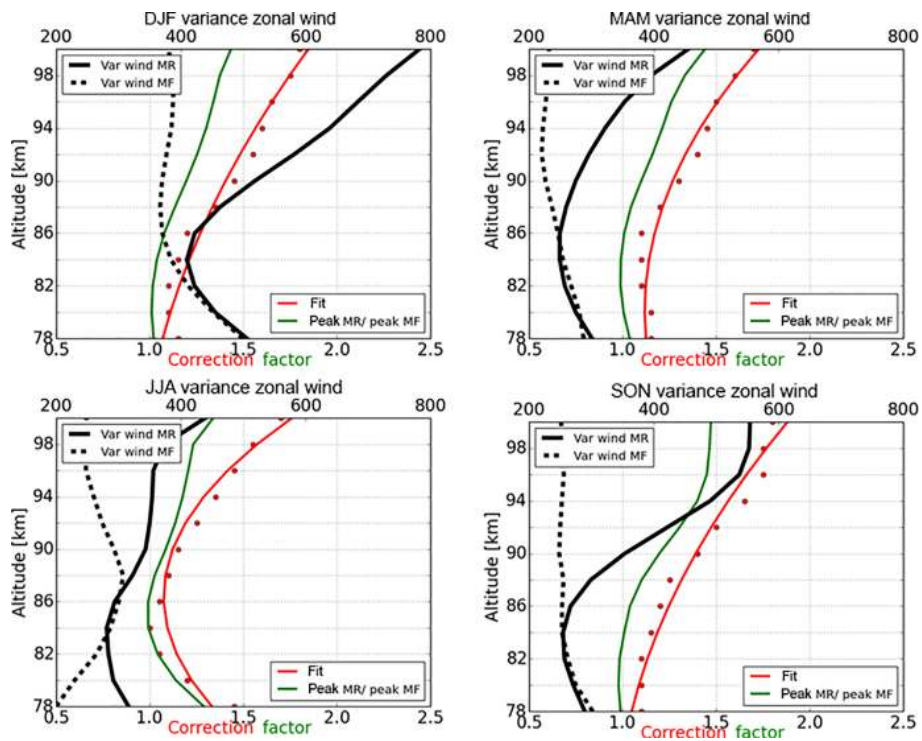 DJF variance zonal wind
200 400 600 800
Var wind MR
Var wind MF
Altitude [km]
98
94
90
86
82
78
Fit
Peak MR/ peak MF
0.5 1.0 1.5 2.0 2.5
Correction factor
MAM variance zonal wind
200 400 600 800
Var wind MR
Var wind MF
Altitude [km]
98
94
90
86
82
78
Fit
Peak MR/ peak MF
0.5 1.0 1.5 2.0 2.5
Correction factor
JJA variance zonal wind
200 400 600 800
Var wind MR
Var wind MF
Altitude [km]
98
94
90
86
82
78
Fit
Peak MR/ peak MF
0.5 1.0 1.5 2.0 2.5
Correction factor
SON variance zonal wind
200 400 600 800
Var wind MR
Var wind MF
Altitude [km]
98
94
90
86
82
78
Fit
Peak MR/ peak MF
0.5 1.0 1.5 2.0 2.5
Correction factor